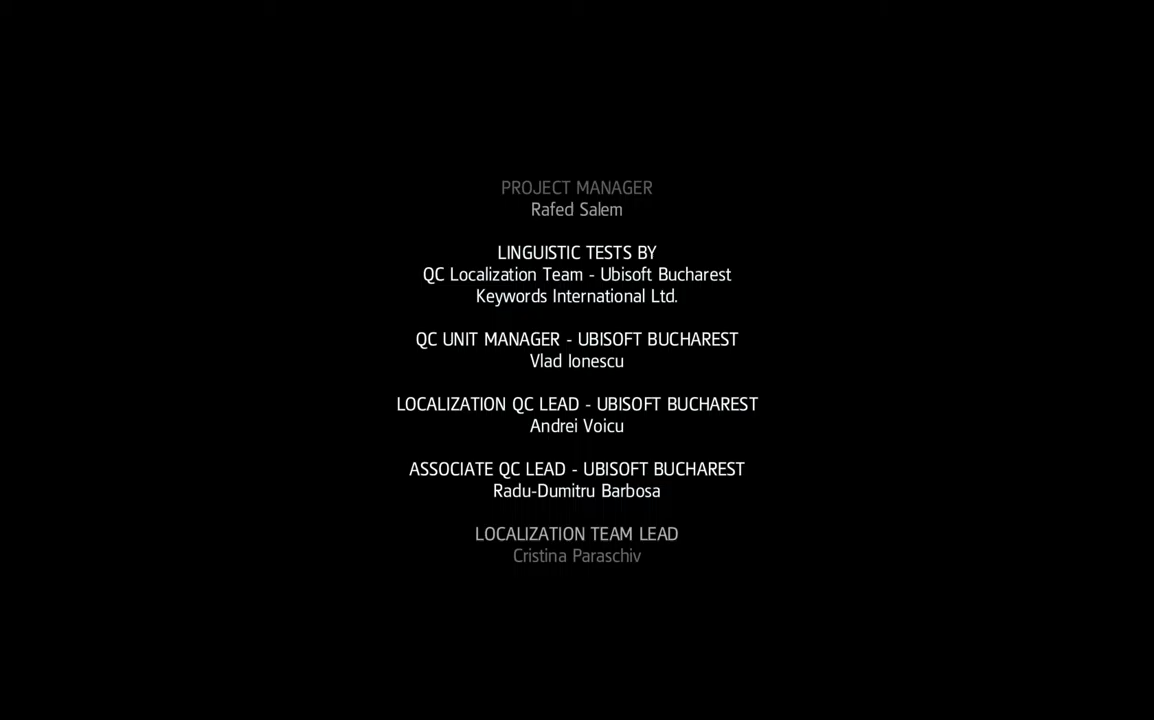 PROJECT MANAGER
Rafed Salem
LINGUISTIC TESTS BY
QC Localization Team - Ubisoft Bucharest
Keywords International Ltd.
QC UNIT MANAGER - UBISOFT BUCHAREST
Vlad Ionescu
LOCALIZATION QC LEAD - UBISOFT BUCHAREST
Andrei Voicu
ASSOCIATE QC LEAD - UBISOFT BUCHAREST
Radu-Dumitru Barbosa
LOCALIZATION TEAM LEAD
Cristina Paraschiv